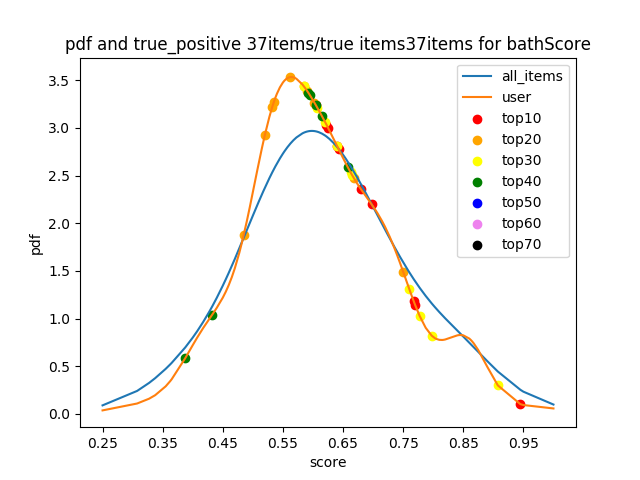 pdf and true_positive 37items/true items37items for bathScore
all_items
user
top10
top20
top30
top40
top50
top60
top70
pdf
3.5
3.0
2.5
2.0
1.5
1.0
0.5
0.0
0.25 0.35 0.45 0.55 0.65 0.75 0.85 0.95
score